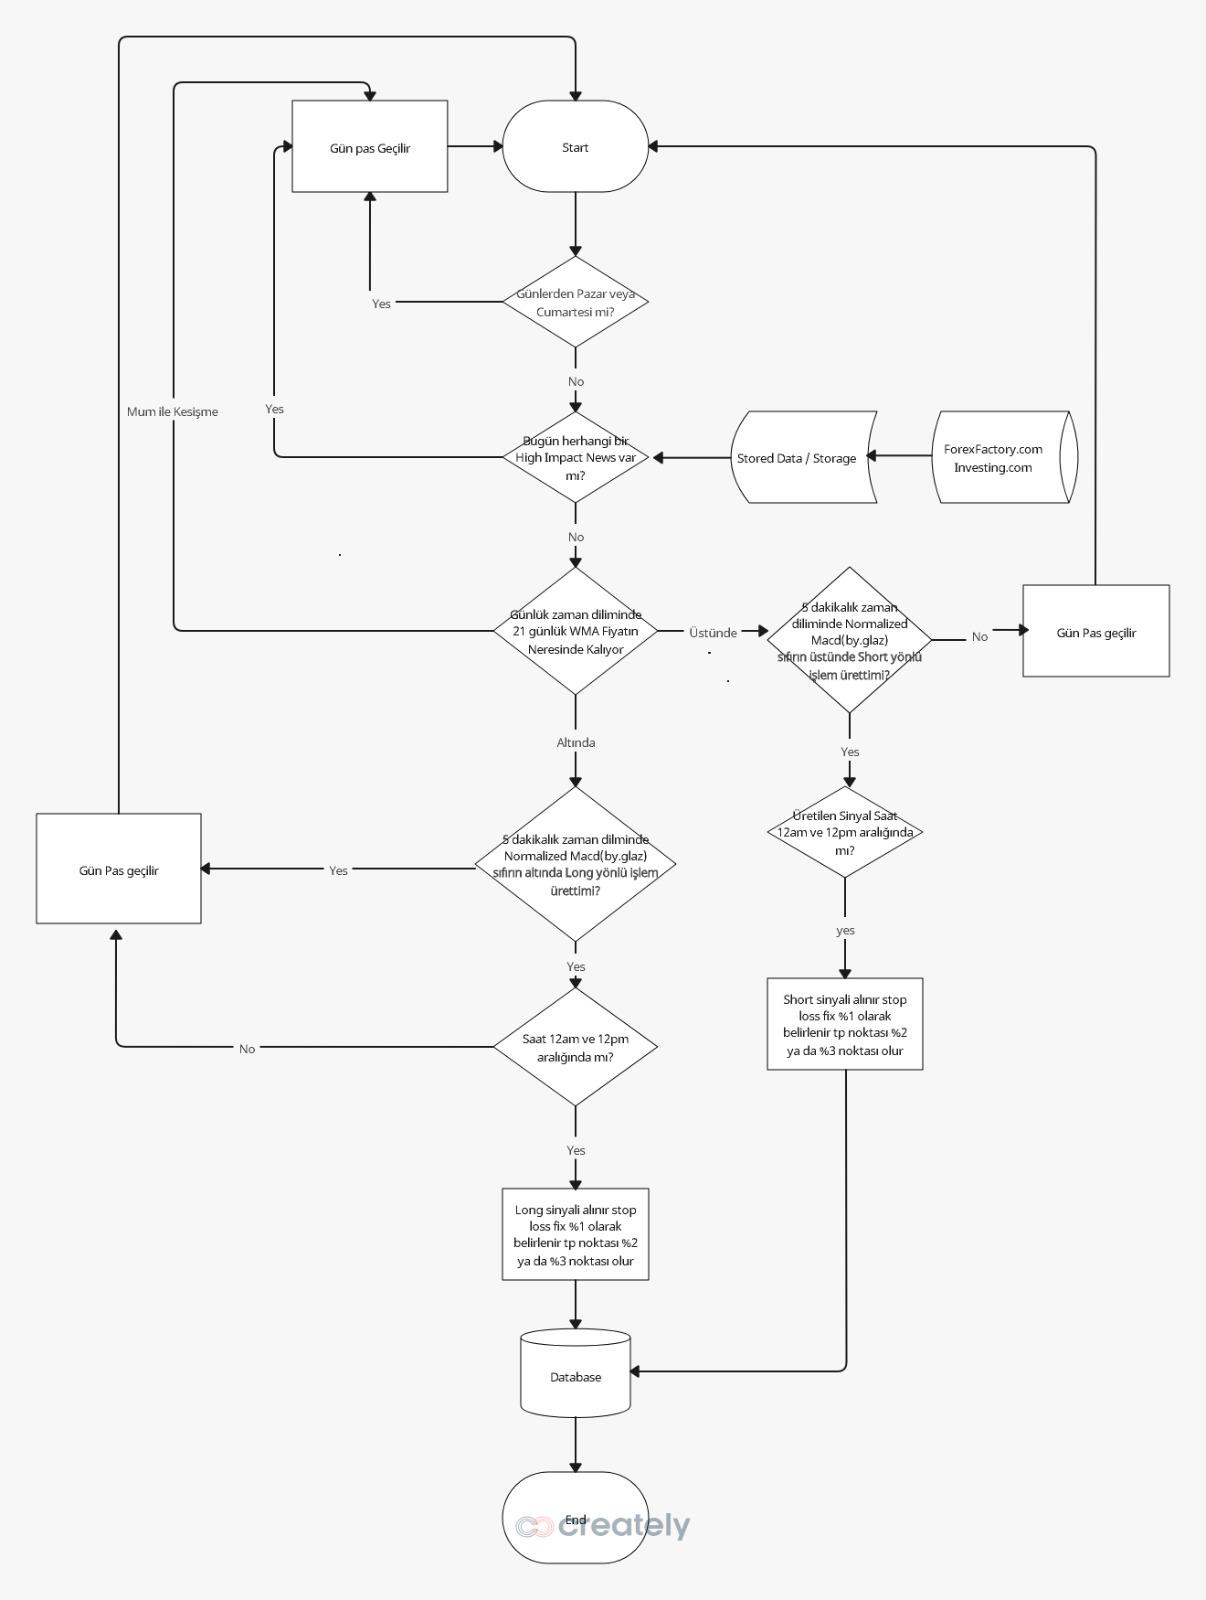 Gün pas Geçilir
Start
Günlerden Pazar veya
Cumartesi mi?
Yes
No
Mum ile Kesişme
Yes
Bugün herhangi bir
High Impact News var
mı?
Stored Data / Storage
ForexFactory.com
Investing.com
No
Günlük zaman diliminde
21 günlük WMA Fiyatın
Neresinde Kalıyor
Üstünde
5 dakikalık zaman
diliminde Normalized
Macd(by.glaz)
sıfırın üstünde Short yönlü
işlem ürettimi?
No
Gün Pas geçilir
Altında
Yes
Üretilen Sinyal Saat
12am ve 12pm aralığında
mı?
5 dakikalık zaman dilminde
Normalized Macd(by.glaz)
sıfırın altında Long yönlü işlem
ürettimi?
Yes
Gün Pas geçilir
yes
Yes
Short sinyali alınır stop
loss fix %1 olarak
belirlenir tp noktası %2
ya da %3 noktası olur
Saat 12am ve 12pm
aralığında mı?
No
Yes
Long sinyali alınır stop
loss fix %1 olarak
belirlenir tp noktası %2
ya da %3 noktası olur
Database
End
creately